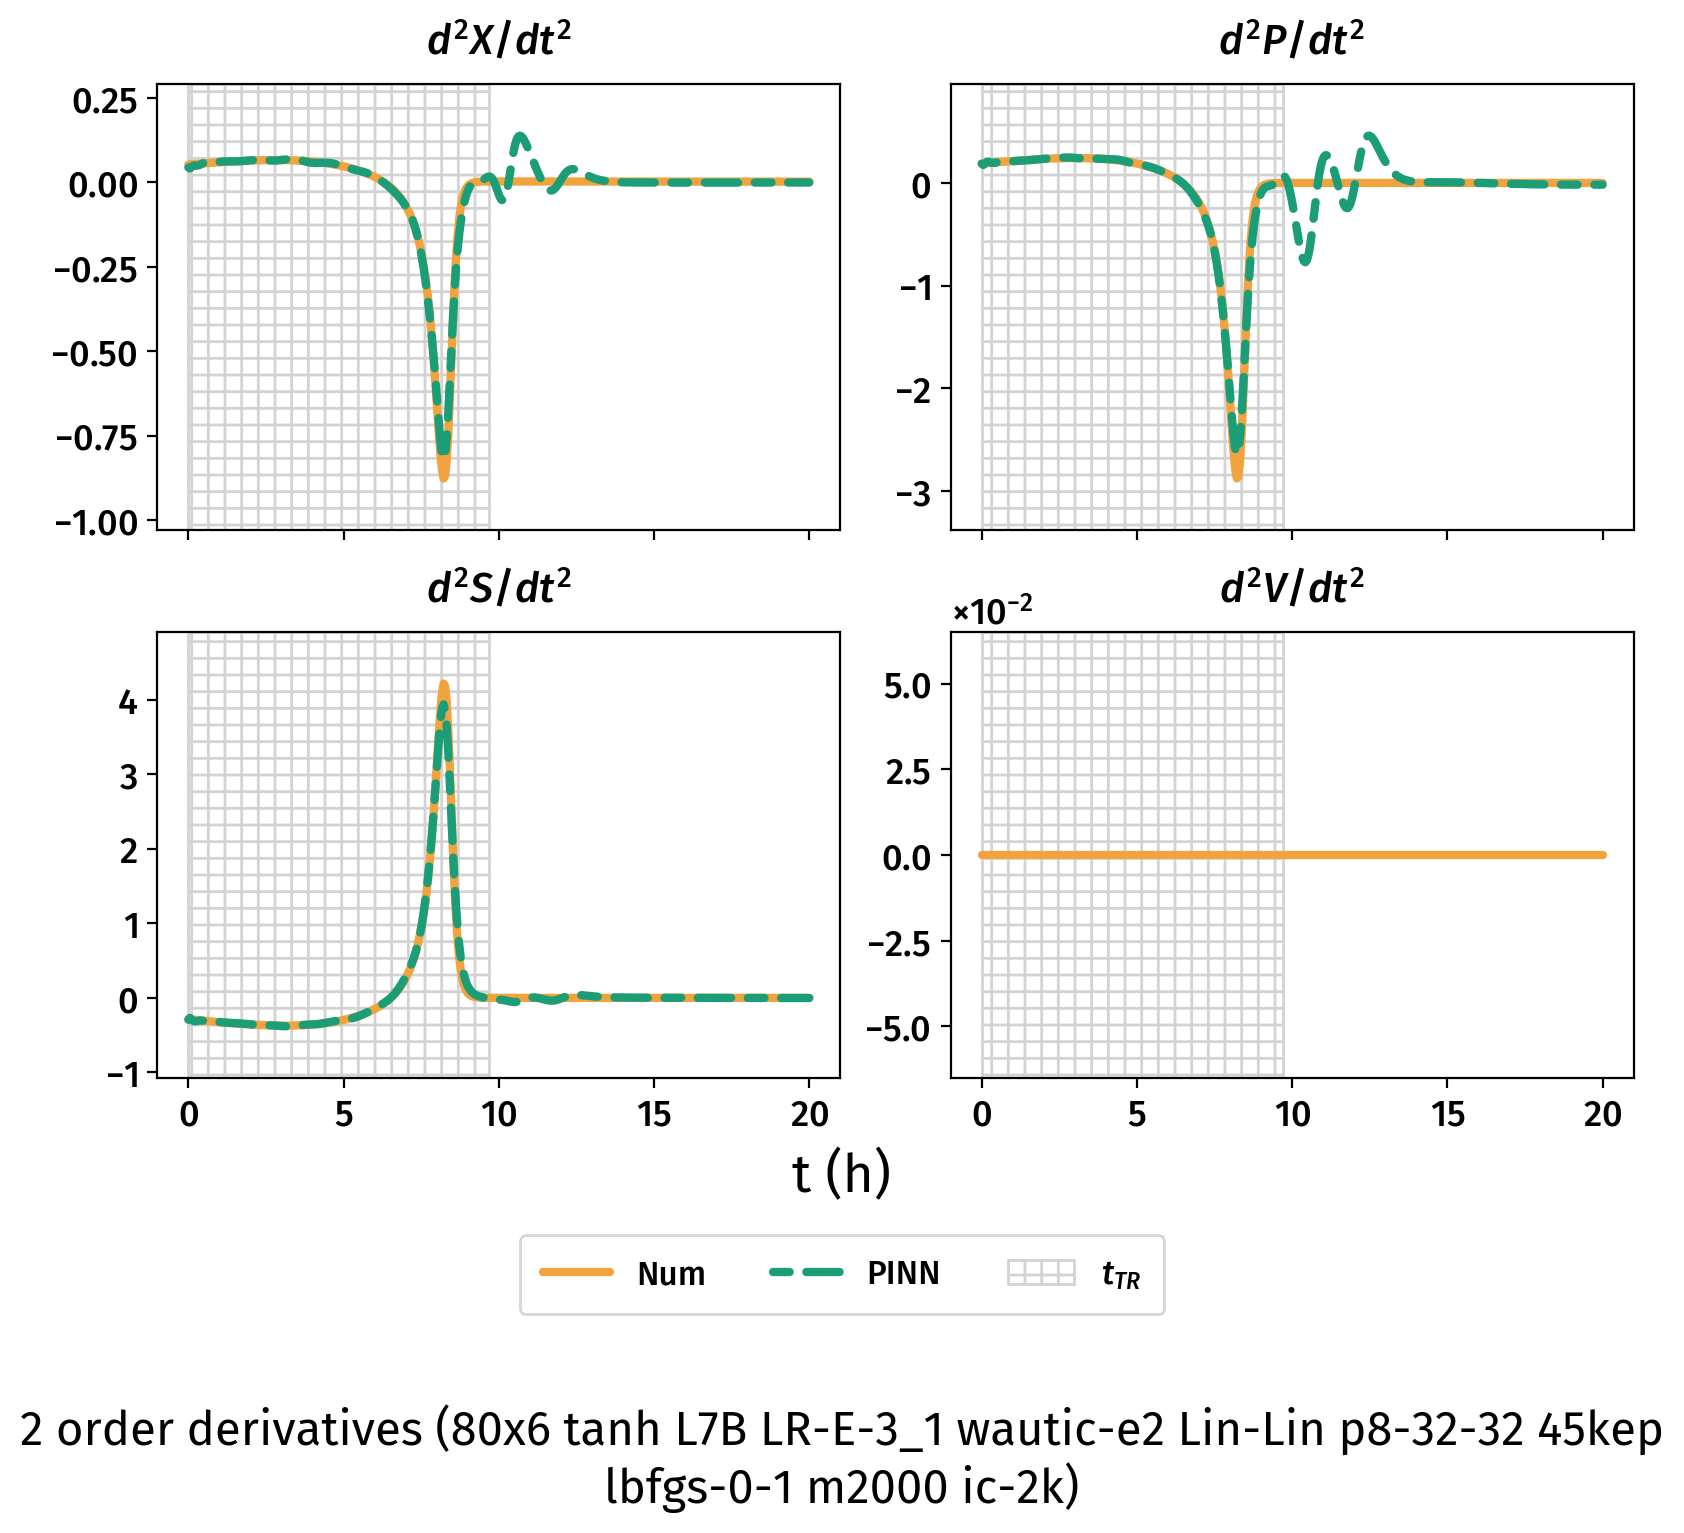 d²X/dt²
d²P/dt²
0.25
0.00
−0.25
−0.50
−0.75
−1.00
0
−1
−2
−3
d²S/dt²
d²V/dt²
×10⁻²
4
3
2
1
0
−1
5.0
2.5
0.0
−2.5
−5.0
0 5 10 15 20
0 5 10 15 20
t (h)
Num PINN t_TR
2 order derivatives (80x6 tanh L7B LR-E-3_1 wautic-e2 Lin-Lin p8-32-32 45kep
lbfgs-0-1 m2000 ic-2k)